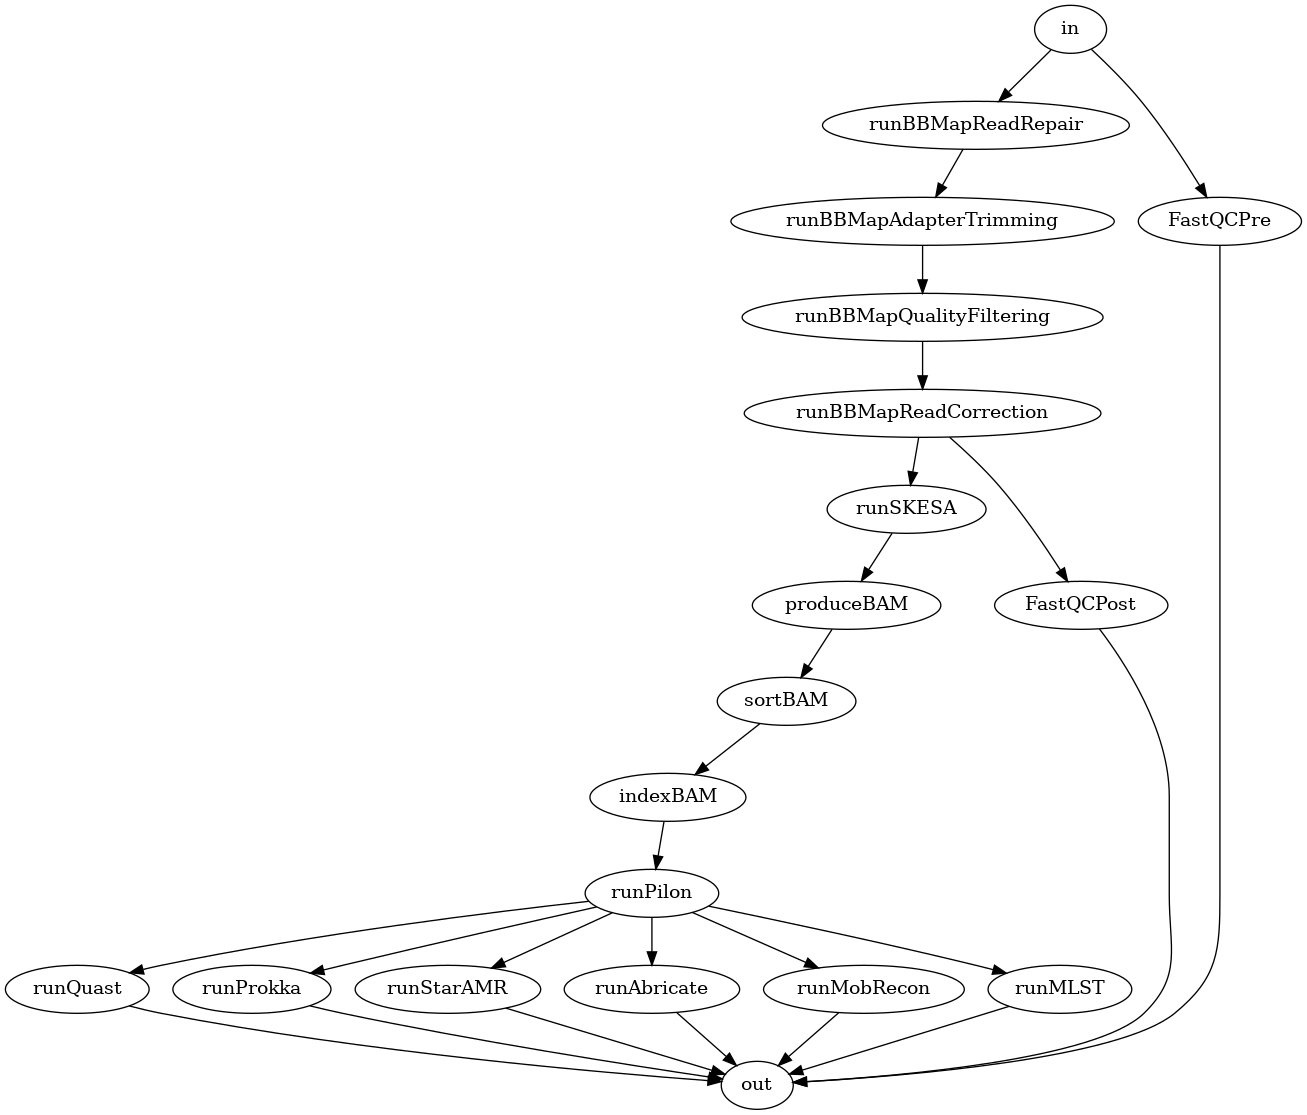 in
runBBMapReadRepair
runBBMapAdapterTrimming
FastQCPre
runBBMapQualityFiltering
runBBMapReadCorrection
runSKESA
produceBAM
FastQCPost
sortBAM
indexBAM
runPilon
runQuast
runProkka
runStarAMR
runAbricate
runMobRecon
runMLST
out